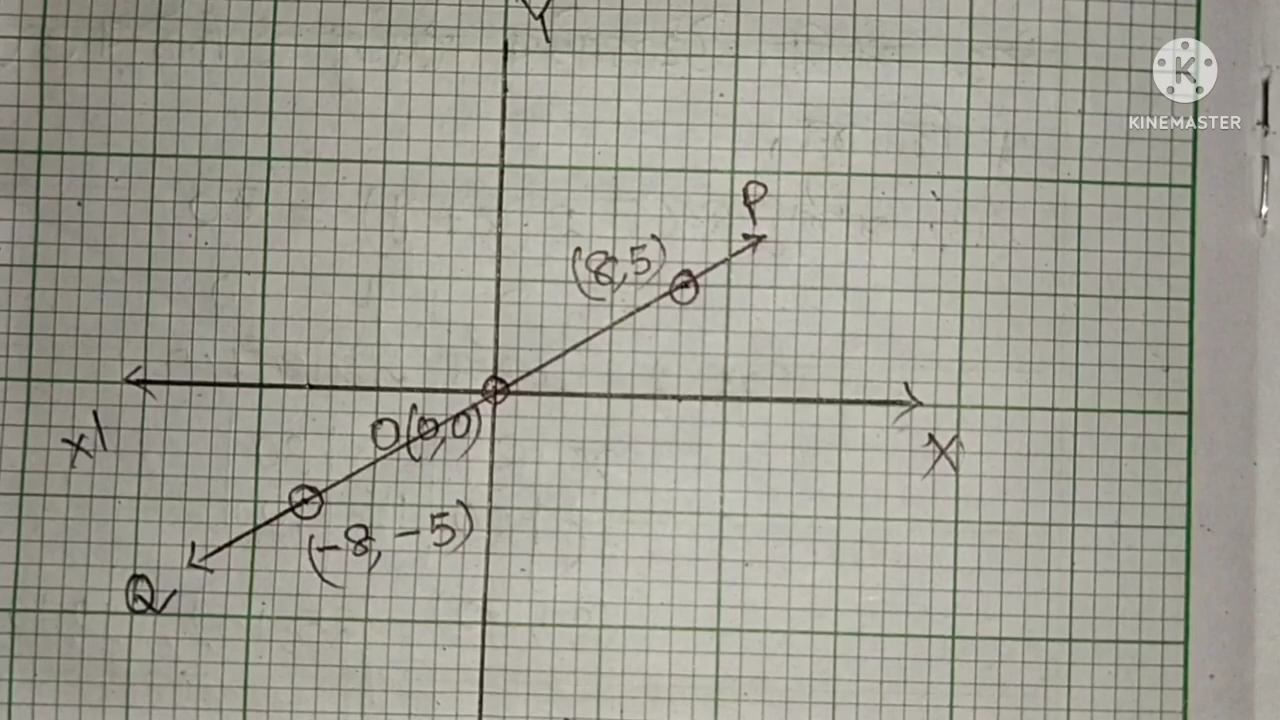 Y
KINEMASTER
P
(8,5)
O(0,0)
X'
X
(-8,-5)
Q